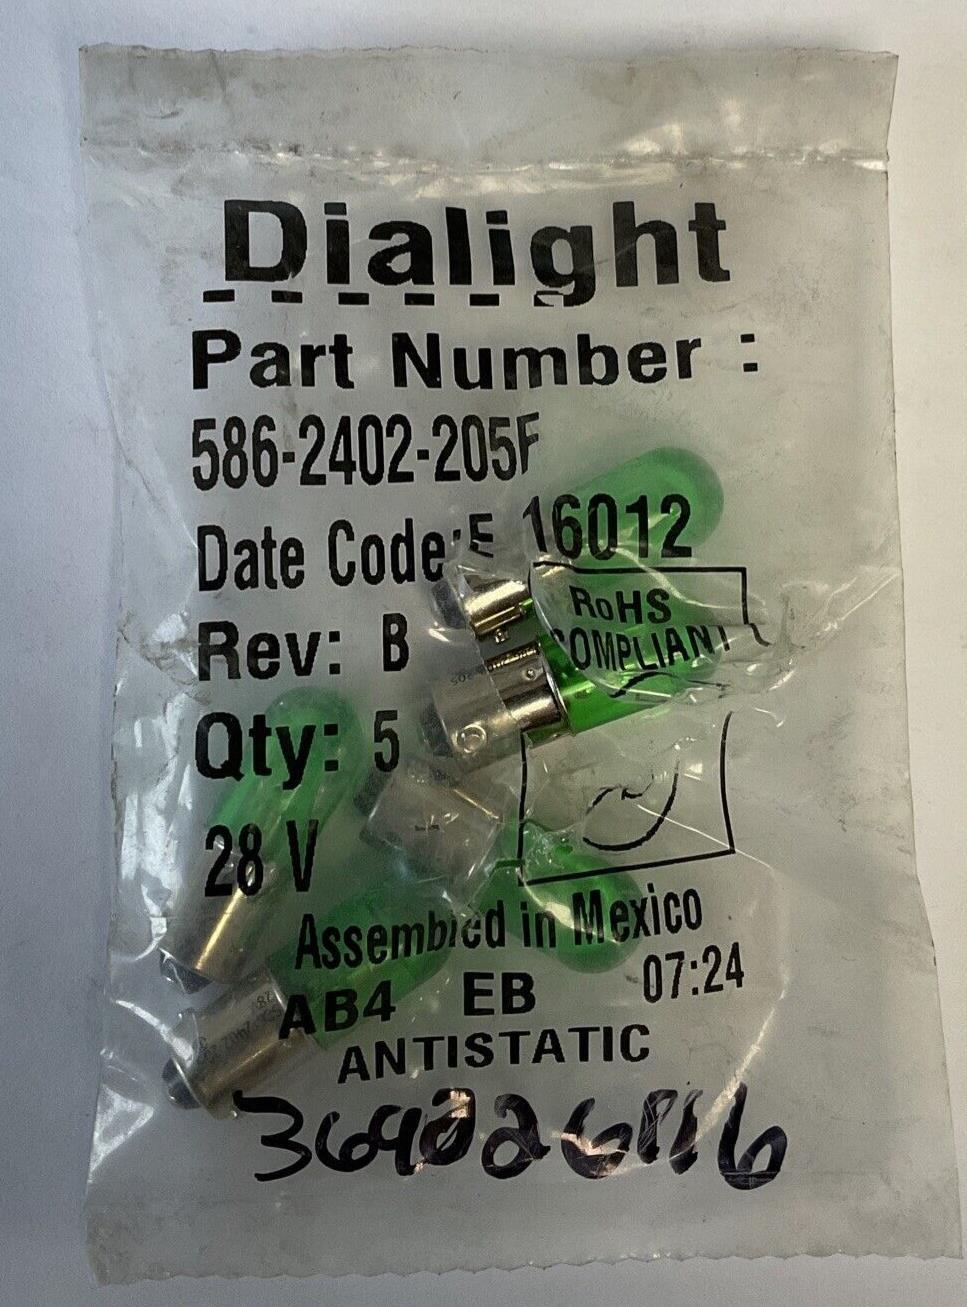 Dialight
Part Number :
586-2402-205F
Date Code: E 16012
RoHS
COMPLIANT
Rev: B
Qty: 5
28 V
Assembled in Mexico
AB4 EB 07:24
ANTISTATIC